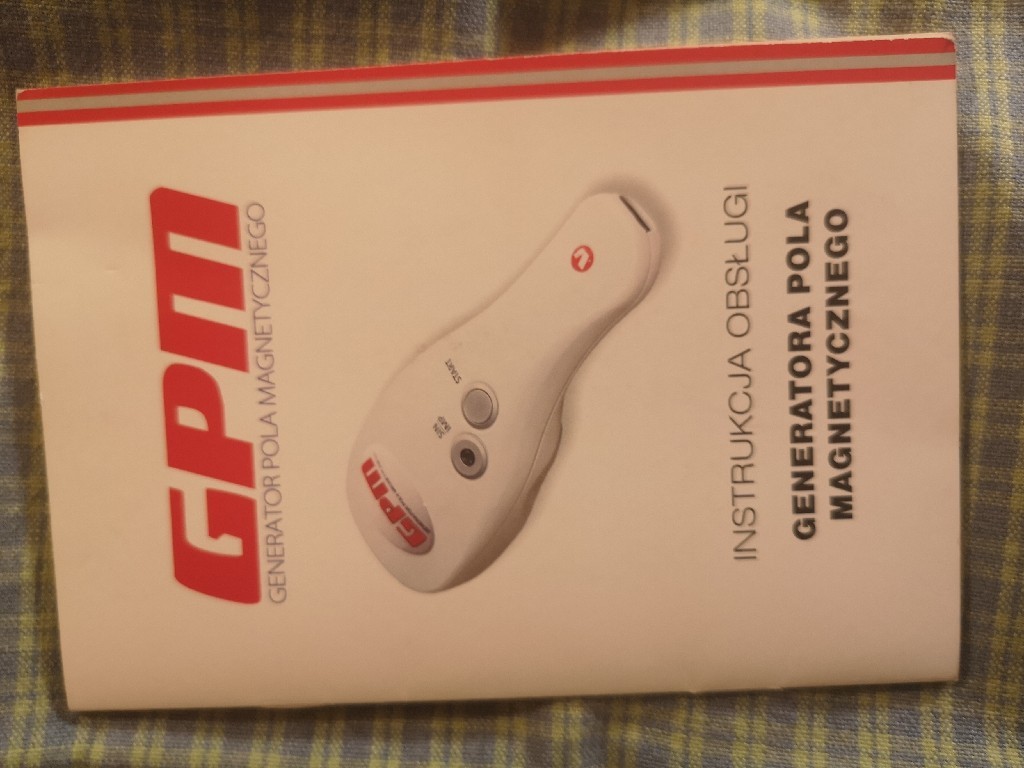 GPM
GENERATOR POLA MAGNETYCZNEGO
GPM
START
INSTRUKCJA OBSŁUGI
GENERATORA POLA
MAGNETYCZNEGO